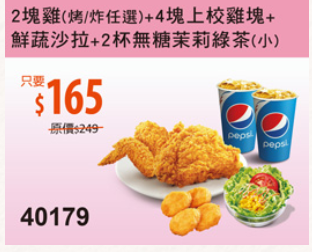 2塊雞(烤/炸任選)+4塊上校雞塊+
鮮蔬沙拉+2杯無糖茉莉綠茶(小)
只要
$165
原價$249
pepsi
pepsi
40179